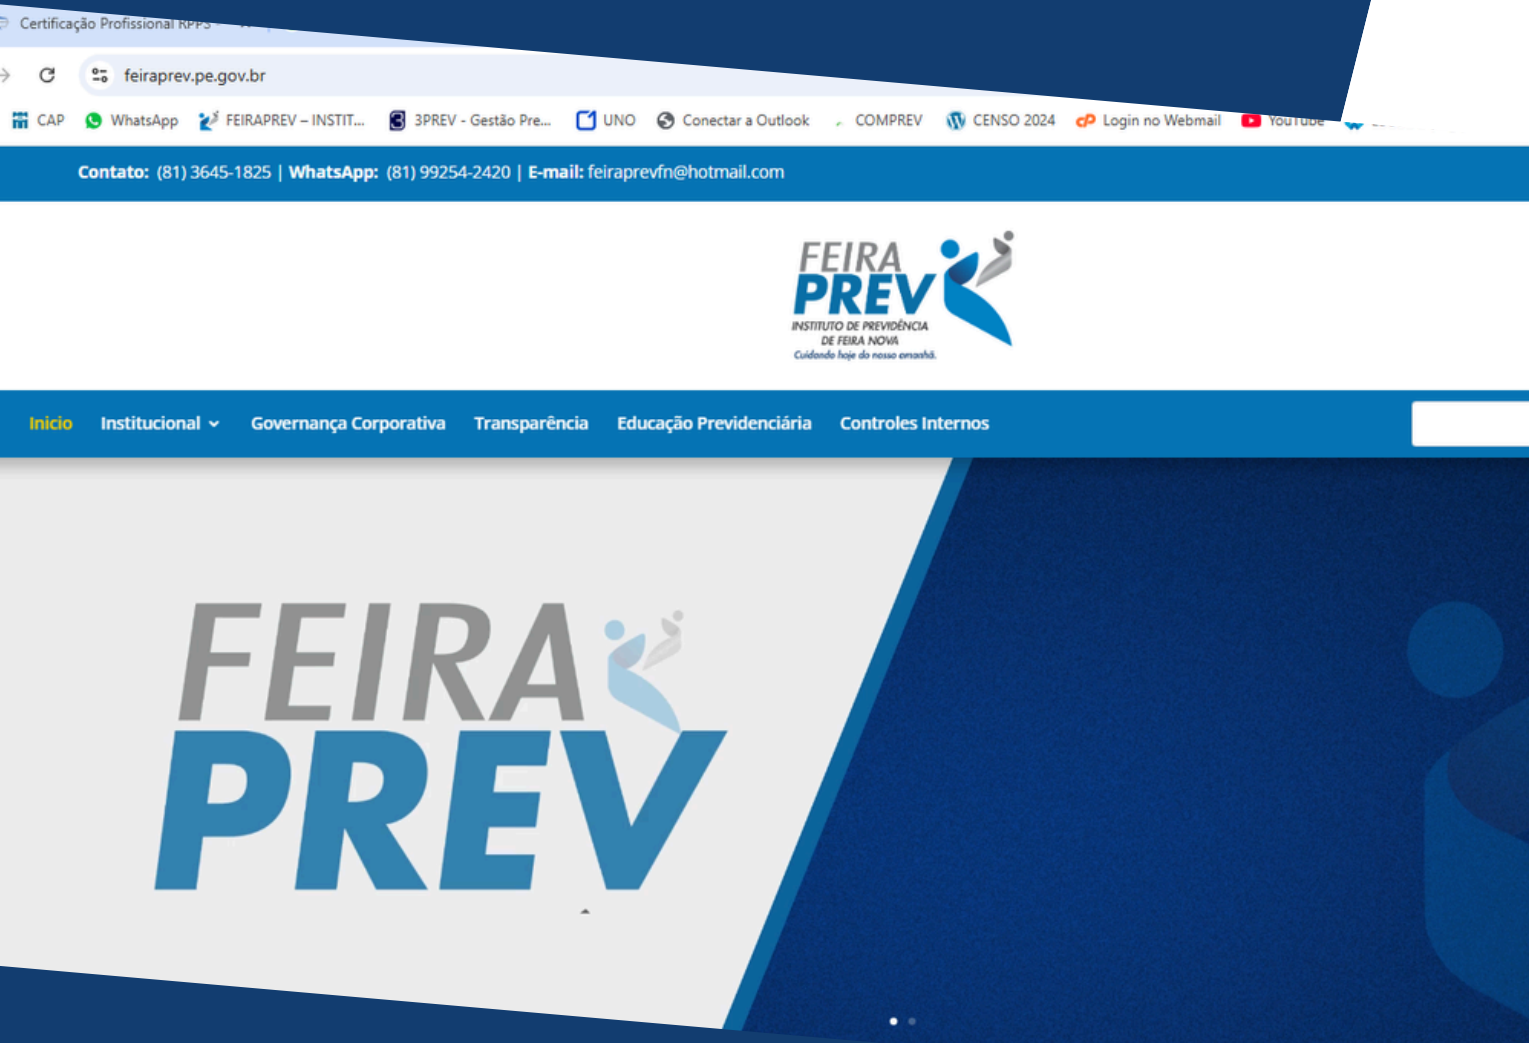 Certificação Profissional RPPS
feiraprev.pe.gov.br
CAP WhatsApp FEIRAPREV – INSTIT... 3PREV - Gestão Pre... UNO Conectar a Outlook COMPREV CENSO 2024 Login no Webmail YouTube
Contato: (81) 3645-1825 | WhatsApp: (81) 99254-2420 | E-mail: feiraprevfn@hotmail.com
FEIRA
PREV
INSTITUTO DE PREVIDÊNCIA
DE FEIRA NOVA
Cuidando hoje do nosso amanhã.
Inicio Institucional Governança Corporativa Transparência Educação Previdenciária Controles Internos
FEIRA
PREV